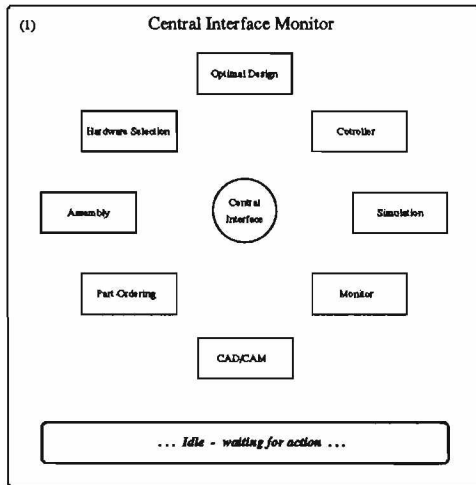 (1) Central Interface Monitor
Optimal Design
Hardware Selection
Cotroller
Assembly
Central
Interface
Simulation
Part-Ordering
Monitor
CAD/CAM
. . . Idle - waiting for action . . .